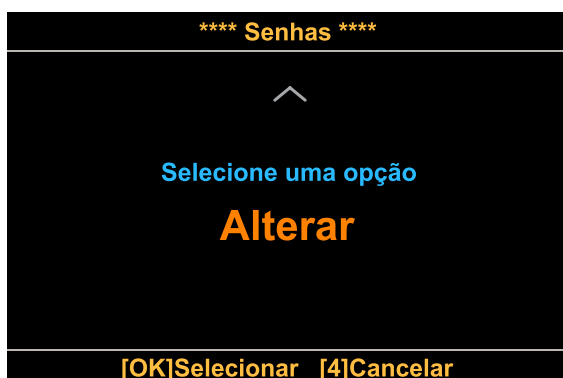 **** Senhas ****
Selecione uma opção
Alterar
[OK]Selecionar [4]Cancelar